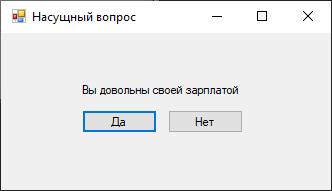 Насущный вопрос
Вы довольны своей зарплатой
Да
Нет